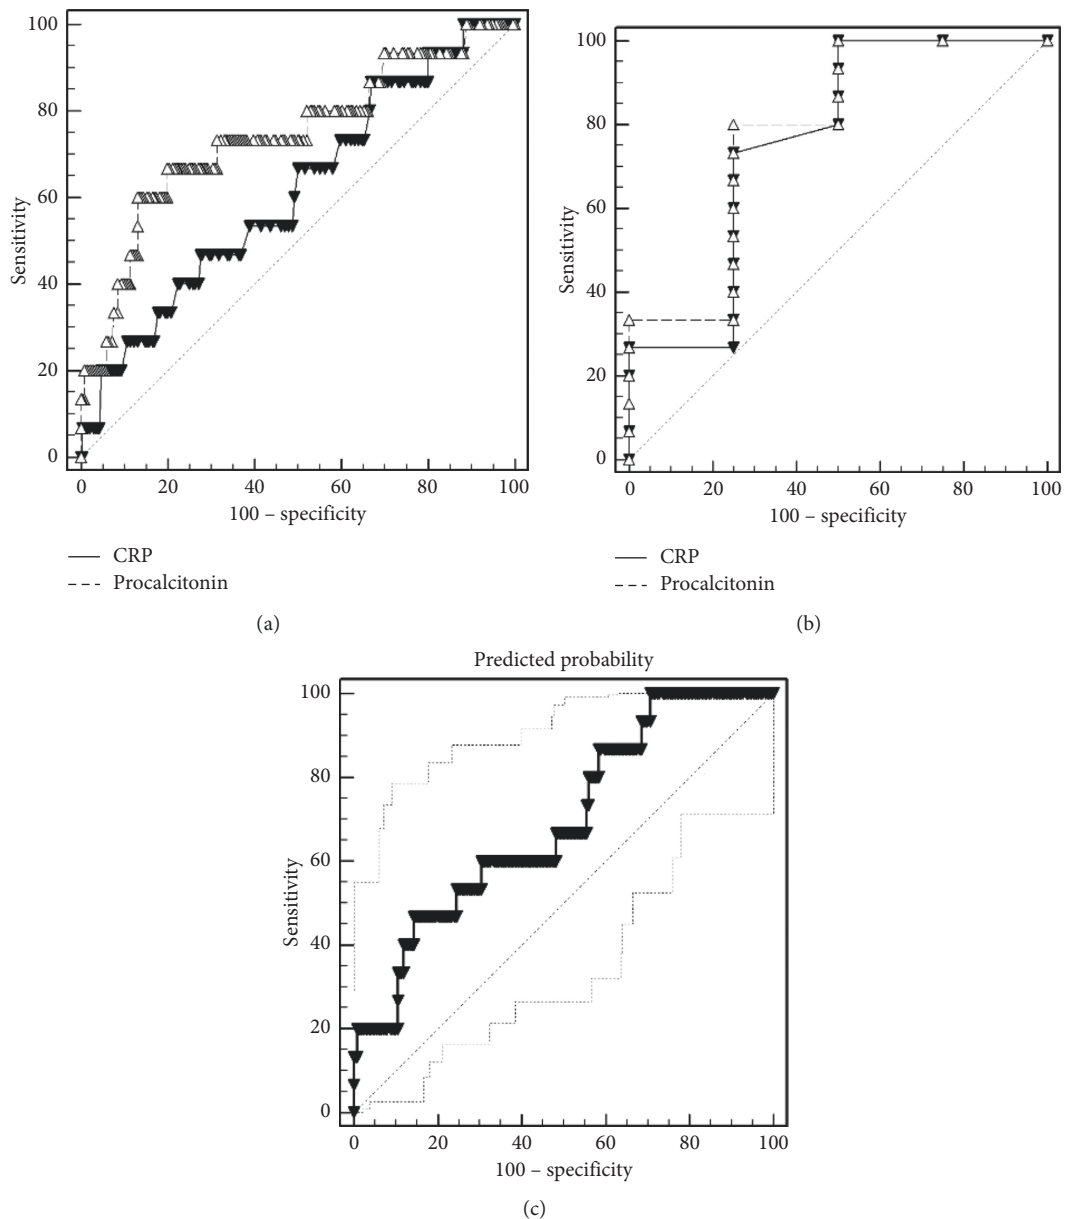 100
80
60
40
20
0
Sensitivity
0 20 40 60 80 100
100 – specificity
CRP
Procalcitonin
(a)
100
80
60
40
20
0
Sensitivity
0 20 40 60 80 100
100 – specificity
CRP
Procalcitonin
(b)
Predicted probability
100
80
60
40
20
0
Sensitivity
0 20 40 60 80 100
100 – specificity
(c)